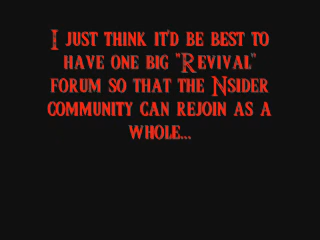 I just think it'd be best to
have one big "Revival"
forum so that the Nsider
community can rejoin as a
whole...